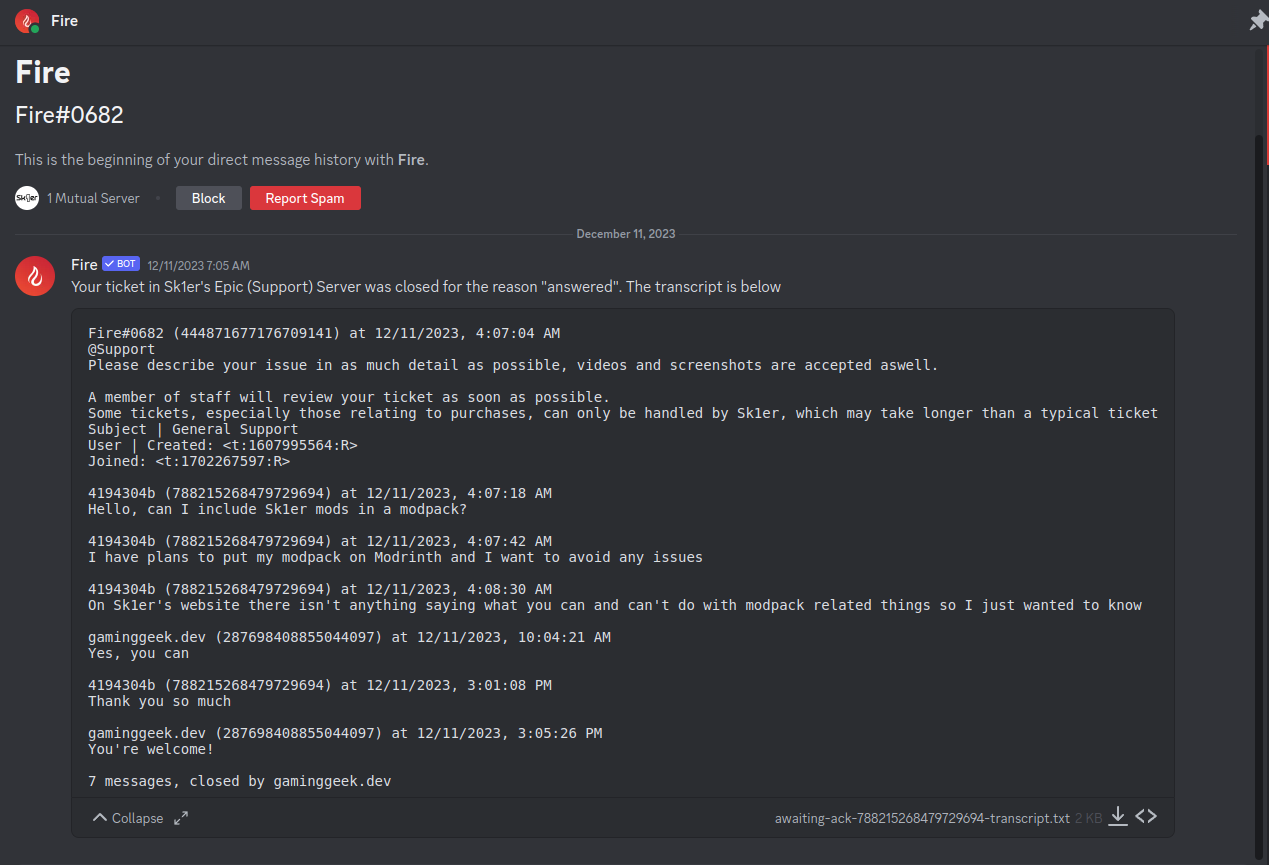 Fire
Fire
Fire#0682
This is the beginning of your direct message history with Fire.
Sk1er 1 Mutual Server Block Report Spam
December 11, 2023
Fire BOT 12/11/2023 7:05 AM
Your ticket in Sk1er's Epic (Support) Server was closed for the reason "answered". The transcript is below
Fire#0682 (444871677176709141) at 12/11/2023, 4:07:04 AM
@Support
Please describe your issue in as much detail as possible, videos and screenshots are accepted aswell.
A member of staff will review your ticket as soon as possible.
Some tickets, especially those relating to purchases, can only be handled by Sk1er, which may take longer than a typical ticket
Subject | General Support
User | Created: <t:1607995564:R>
Joined: <t:1702267597:R>
4194304b (788215268479729694) at 12/11/2023, 4:07:18 AM
Hello, can I include Sk1er mods in a modpack?
4194304b (788215268479729694) at 12/11/2023, 4:07:42 AM
I have plans to put my modpack on Modrinth and I want to avoid any issues
4194304b (788215268479729694) at 12/11/2023, 4:08:30 AM
On Sk1er's website there isn't anything saying what you can and can't do with modpack related things so I just wanted to know
gaminggeek.dev (287698408855044097) at 12/11/2023, 10:04:21 AM
Yes, you can
4194304b (788215268479729694) at 12/11/2023, 3:01:08 PM
Thank you so much
gaminggeek.dev (287698408855044097) at 12/11/2023, 3:05:26 PM
You're welcome!
7 messages, closed by gaminggeek.dev
Collapse awaiting-ack-788215268479729694-transcript.txt 2 KB